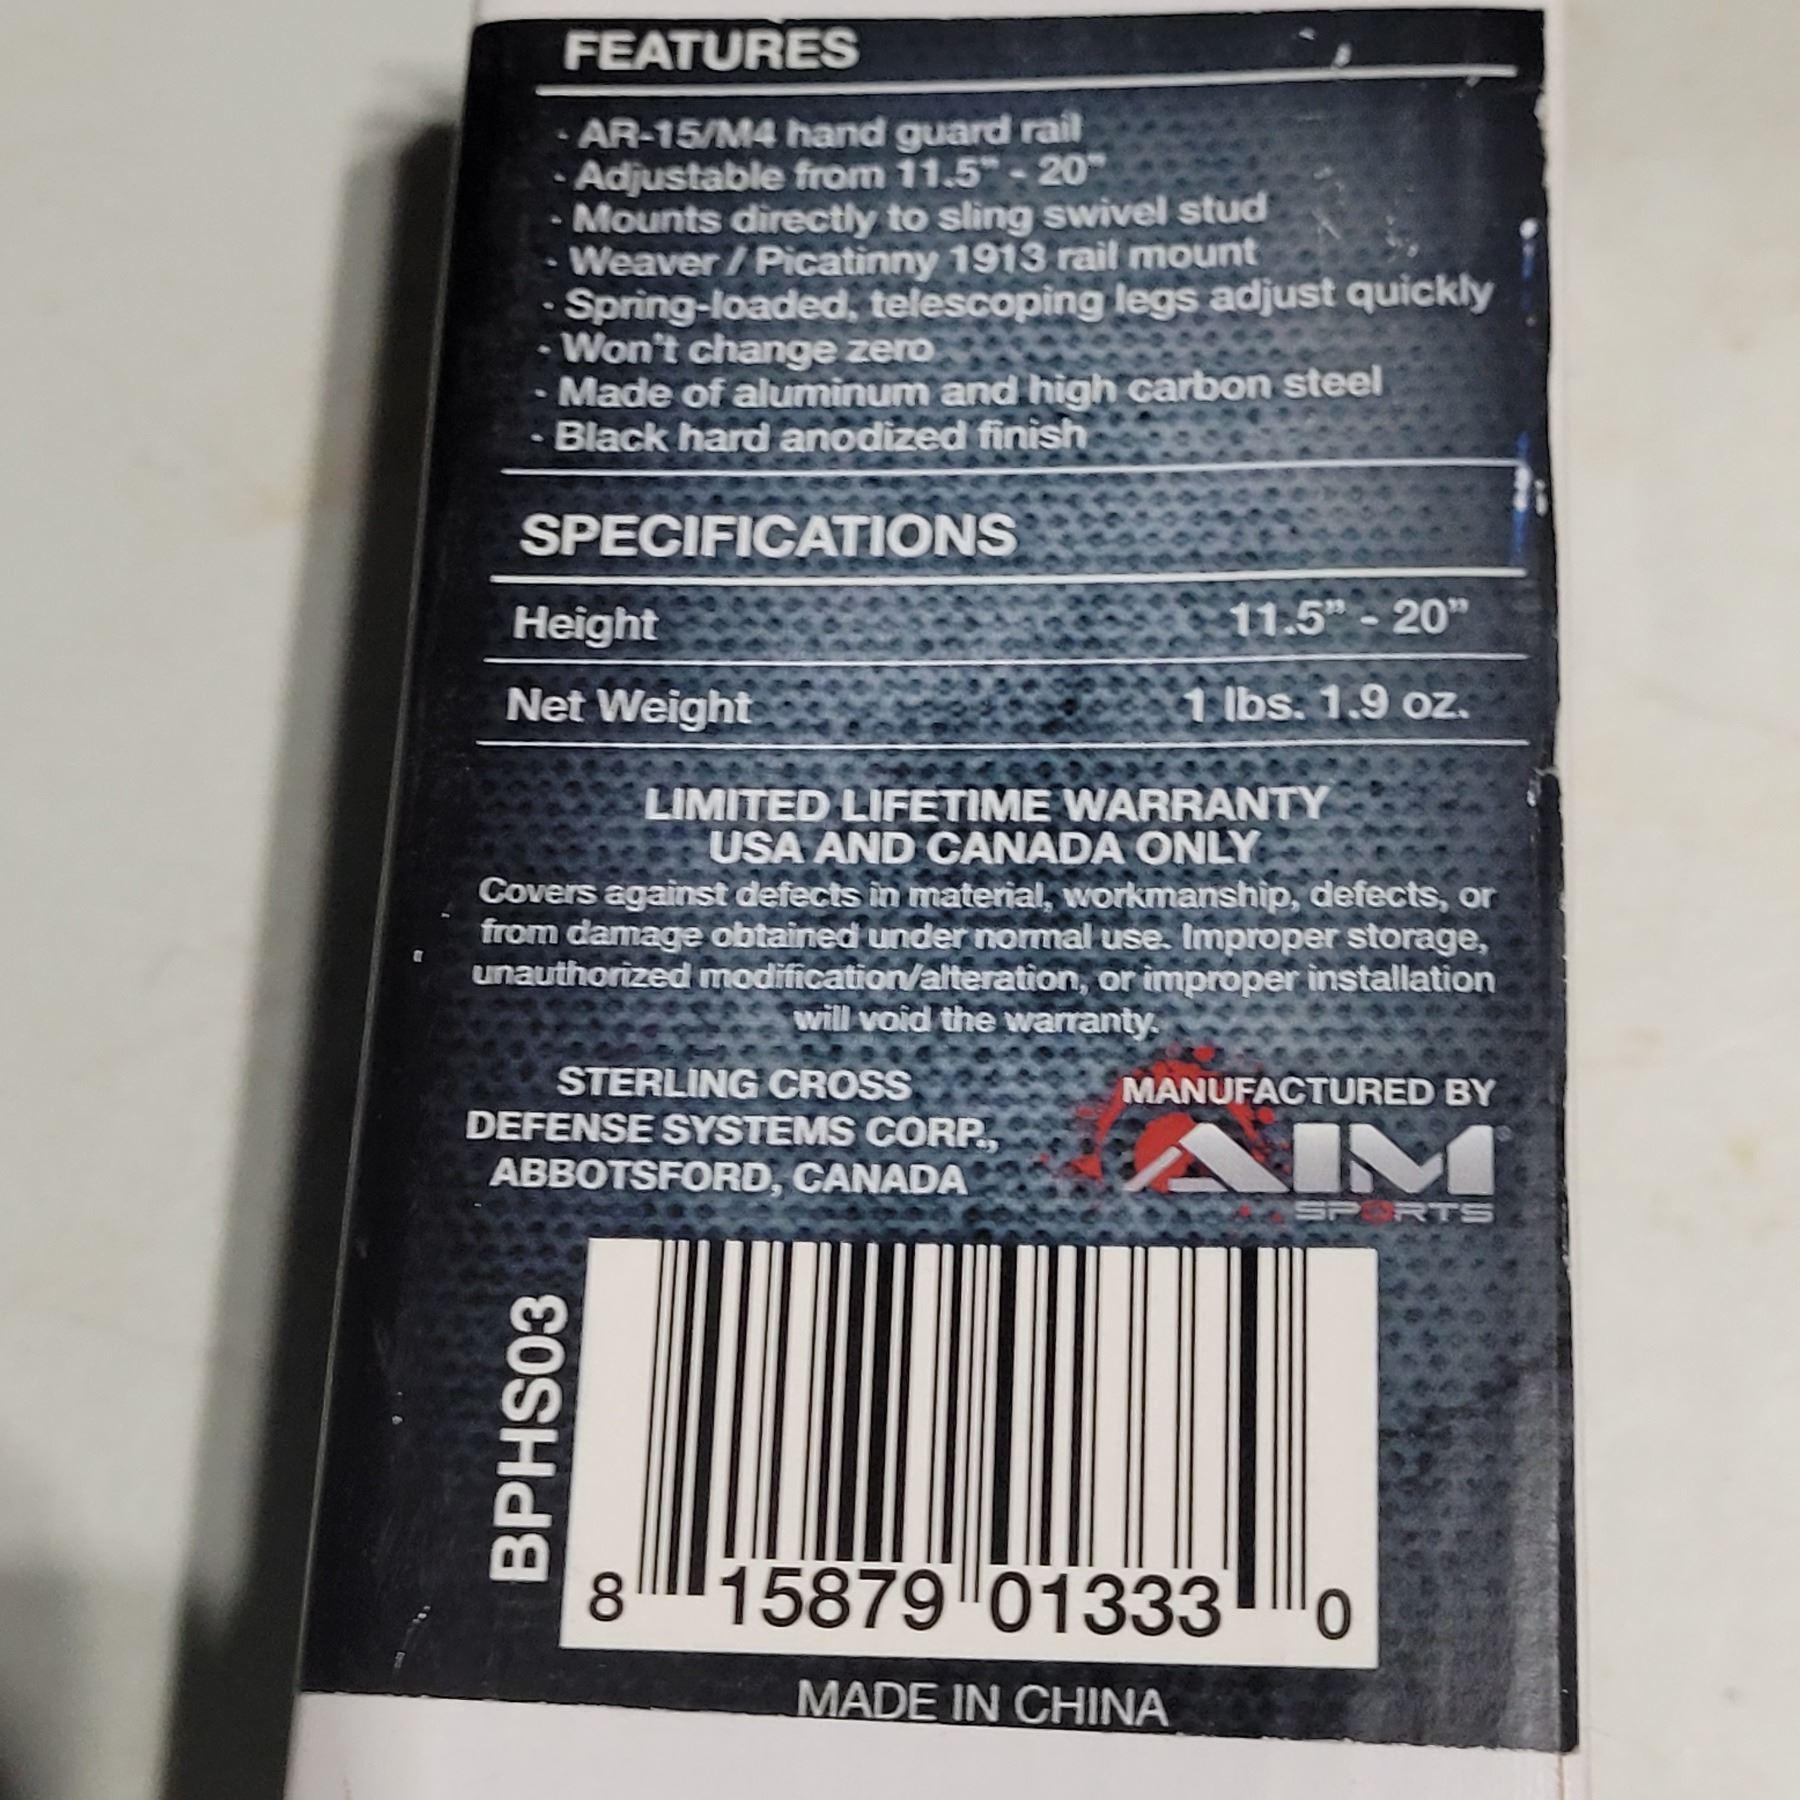 FEATURES
· AR-15/M4 hand guard rail
· Adjustable from 11.5” - 20”
· Mounts directly to sling swivel stud
· Weaver / Picatinny 1913 rail mount
· Spring-loaded, telescoping legs adjust quickly
· Won't change zero
· Made of aluminum and high carbon steel
· Black hard anodized finish
SPECIFICATIONS
Height 11.5” - 20”
Net Weight 1 lbs. 1.9 oz.
LIMITED LIFETIME WARRANTY
USA AND CANADA ONLY
Covers against defects in material, workmanship, defects, or
from damage obtained under normal use. Improper storage,
unauthorized modification/alteration, or improper installation
will void the warranty.
STERLING CROSS
DEFENSE SYSTEMS CORP.,
ABBOTSFORD, CANADA
MANUFACTURED BY
AIM
SPORTS
BPHS03
8 15879 01333 0
MADE IN CHINA